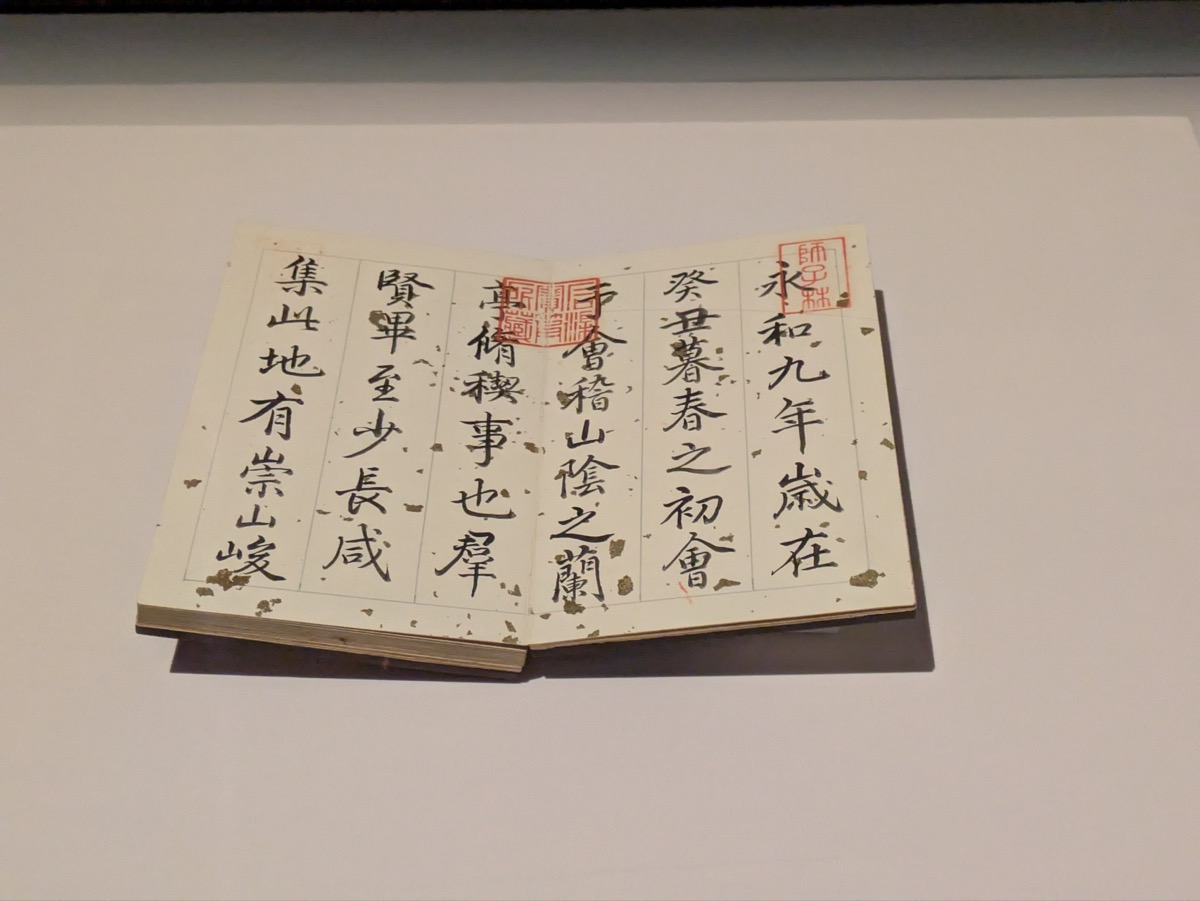 師子林
永和九年歲在
癸丑暮春之初會
于會稽山陰之蘭
亭脩稧事也羣
賢畢至少長咸
集此地有崇山峻